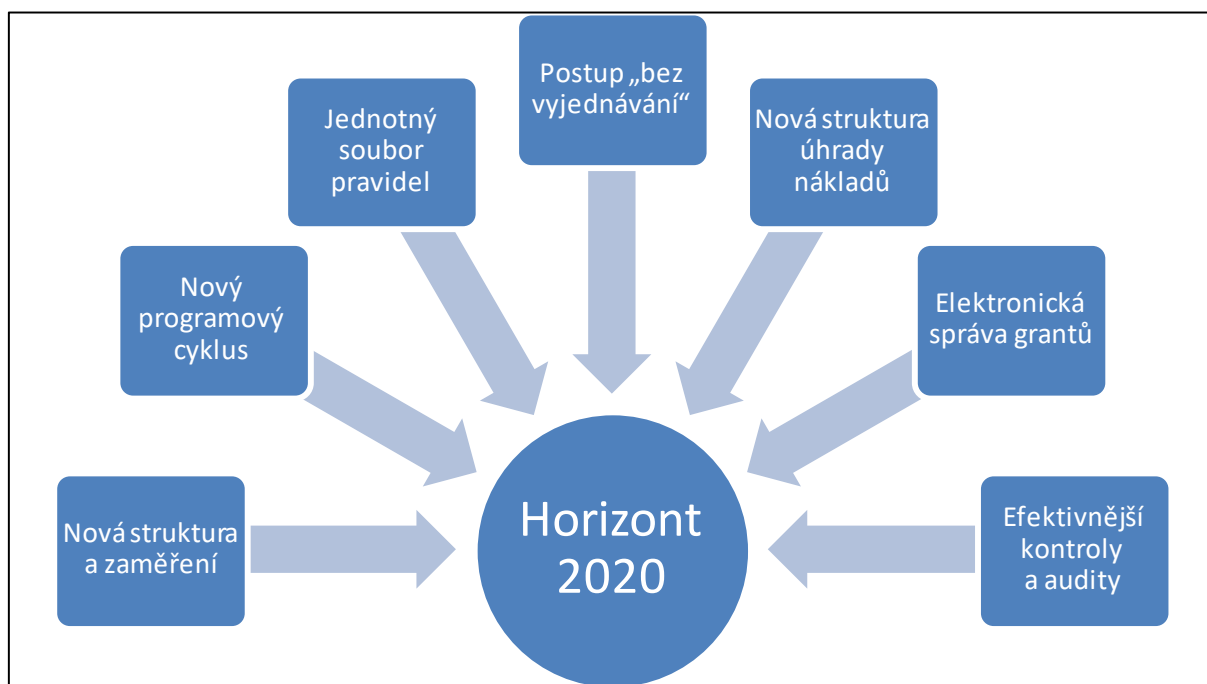 Nová struktura
a zaměření
Nový
programový
cyklus
Jednotný
soubor
pravidel
Postup „bez
vyjednávání“
Nová struktura
úhrady
nákladů
Elektronická
správa grantů
Efektivnější
kontroly
a audity
Horizont
2020